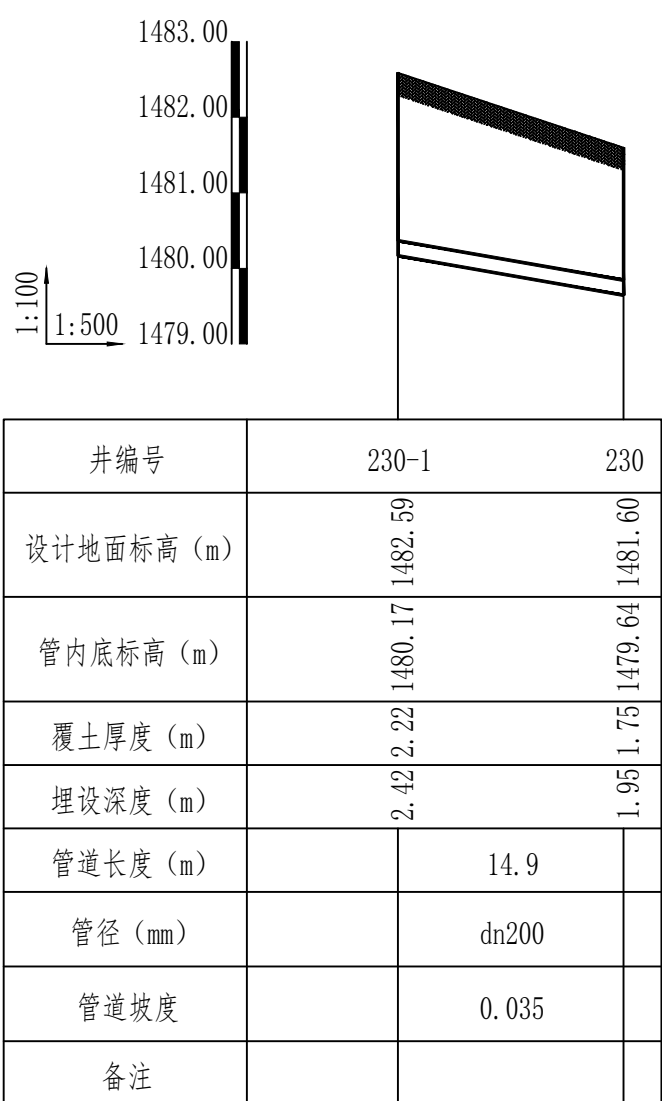 1483.00
1482.00
1481.00
1480.00
1479.00
1:100
1:500
井编号 230-1 230
设计地面标高（m） 1482.59 1481.60
管内底标高（m） 1480.17 1479.64
覆土厚度（m） 2.22 1.75
埋设深度（m） 2.42 1.95
管道长度（m） 14.9
管径（mm） dn200
管道坡度 0.035
备注